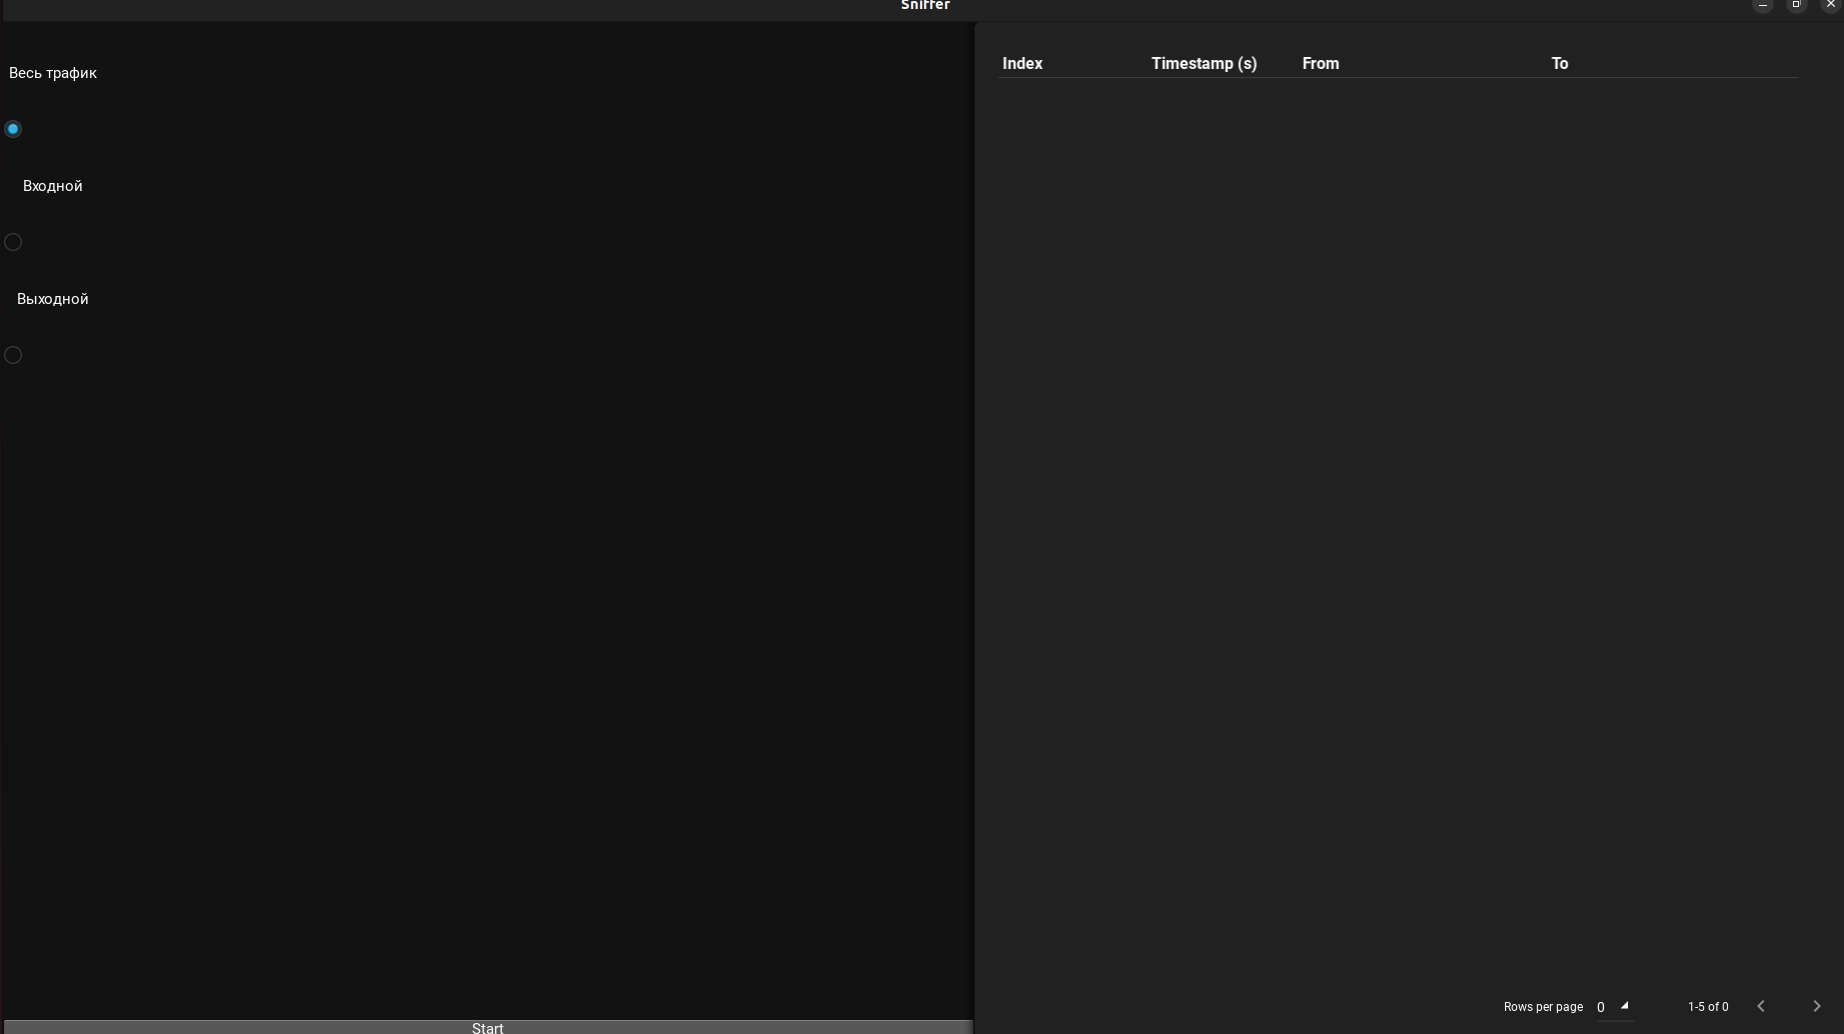 Sniffer
Весь трафик
Входной
Выходной
Start
Index Timestamp (s) From To
Rows per page 0 1-5 of 0